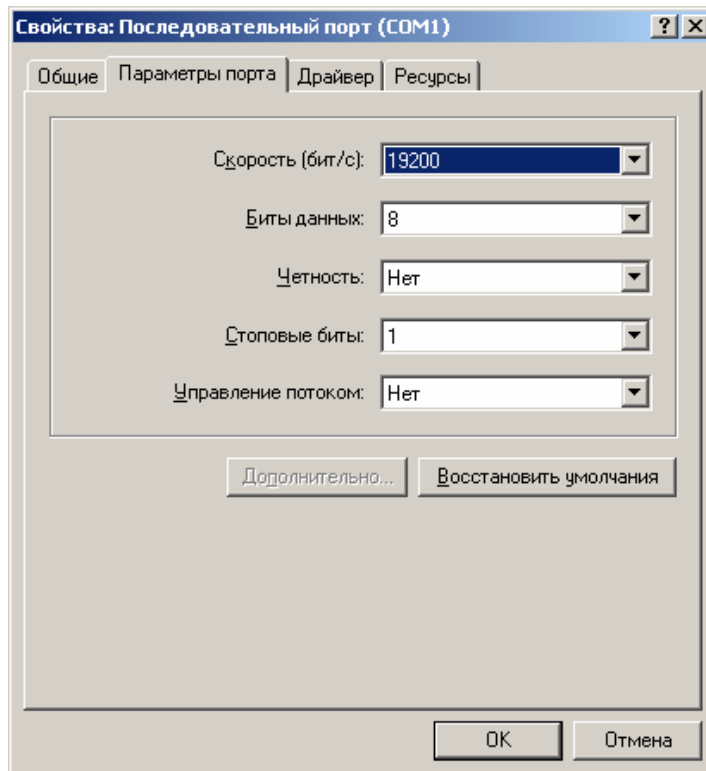 Свойства: Последовательный порт (COM1)
Общие Параметры порта Драйвер Ресурсы
Скорость (бит/с): 19200
Биты данных: 8
Четность: Нет
Стоповые биты: 1
Управление потоком: Нет
Дополнительно... Восстановить умолчания
OK Отмена